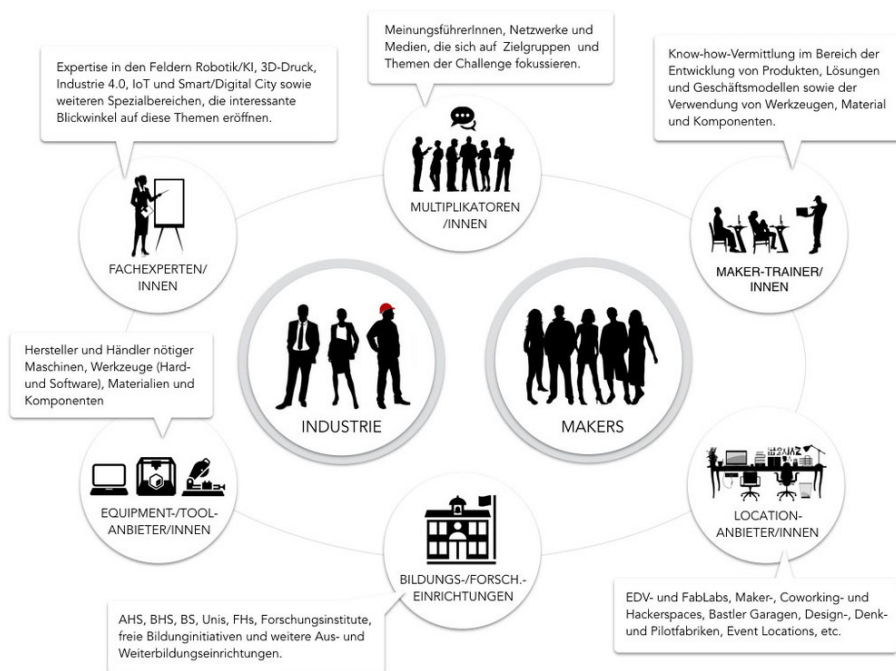 MeinungsführerInnen, Netzwerke und
Medien, die sich auf Zielgruppen und
Themen der Challenge fokussieren.
Expertise in den Feldern Robotik/KI, 3D-Druck,
Industrie 4.0, IoT und Smart/Digital City sowie
weiteren Spezialbereichen, die interessante
Blickwinkel auf diese Themen eröffnen.
Know-how-Vermittlung im Bereich der
Entwicklung von Produkten, Lösungen
und Geschäftsmodellen sowie der
Verwendung von Werkzeugen, Material
und Komponenten.
MULTIPLIKATOREN
/INNEN
FACHEXPERTEN/
INNEN
MAKER-TRAINER/
INNEN
Hersteller und Händler nötiger
Maschinen, Werkzeuge (Hard-
und Software), Materialien und
Komponenten
INDUSTRIE
MAKERS
EQUIPMENT-/TOOL-
ANBIETER/INNEN
LOCATION-
ANBIETER/INNEN
BILDUNGS-/FORSCH.-
EINRICHTUNGEN
AHS, BHS, BS, Unis, FHs, Forschungsinstitute,
freie Bildunginitiativen und weitere Aus- und
Weiterbildungseinrichtungen.
EDV- und FabLabs, Maker-, Coworking- und
Hackerspaces, Bastler Garagen, Design-, Denk-
und Pilotfabriken, Event Locations, etc.